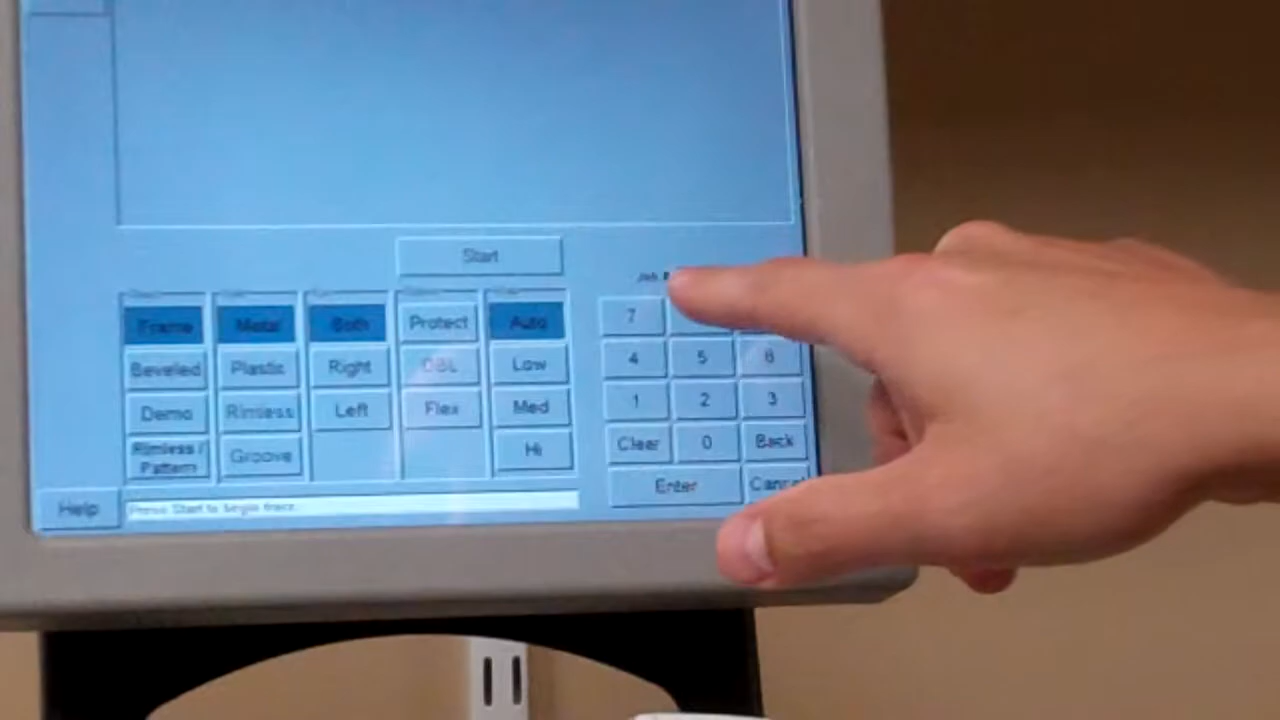 Start
Job
Frame Metal Both Protect Auto 7
Beveled Plastic Right DBL Low 4 5 6
Demo Rimless Left Flex Med 1 2 3
Rimless / Groove Hi Clear 0 Back
Pattern
Enter Cancel
Help Press Start to begin trace.